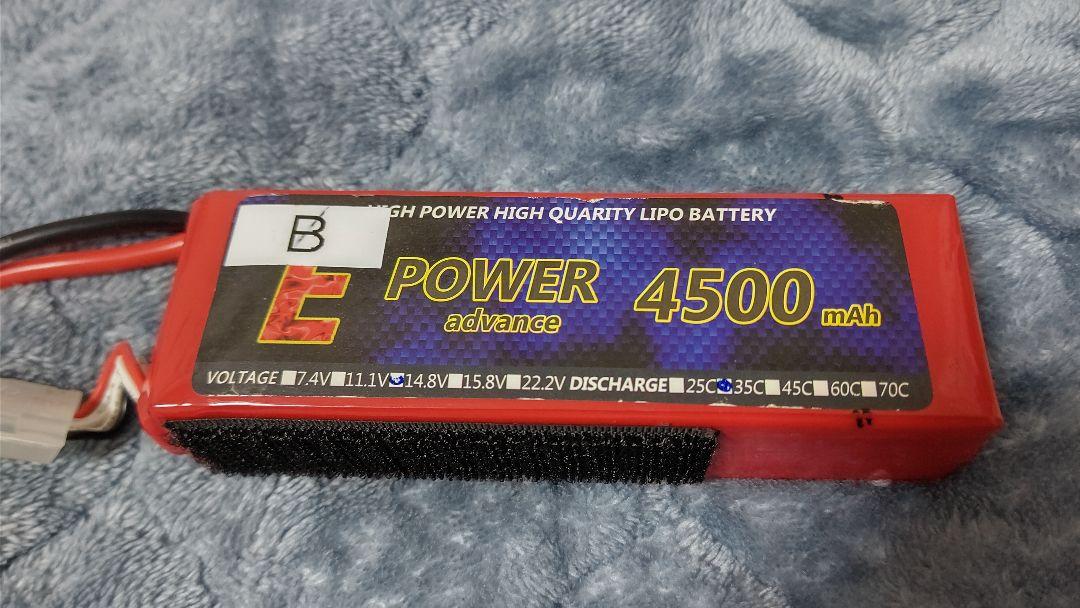 HIGH POWER HIGH QUARITY LIPO BATTERY
B
E POWER 4500 mAh
advance
VOLTAGE 7.4V 11.1V 14.8V 15.8V 22.2V DISCHARGE 25C 35C 45C 60C 70C